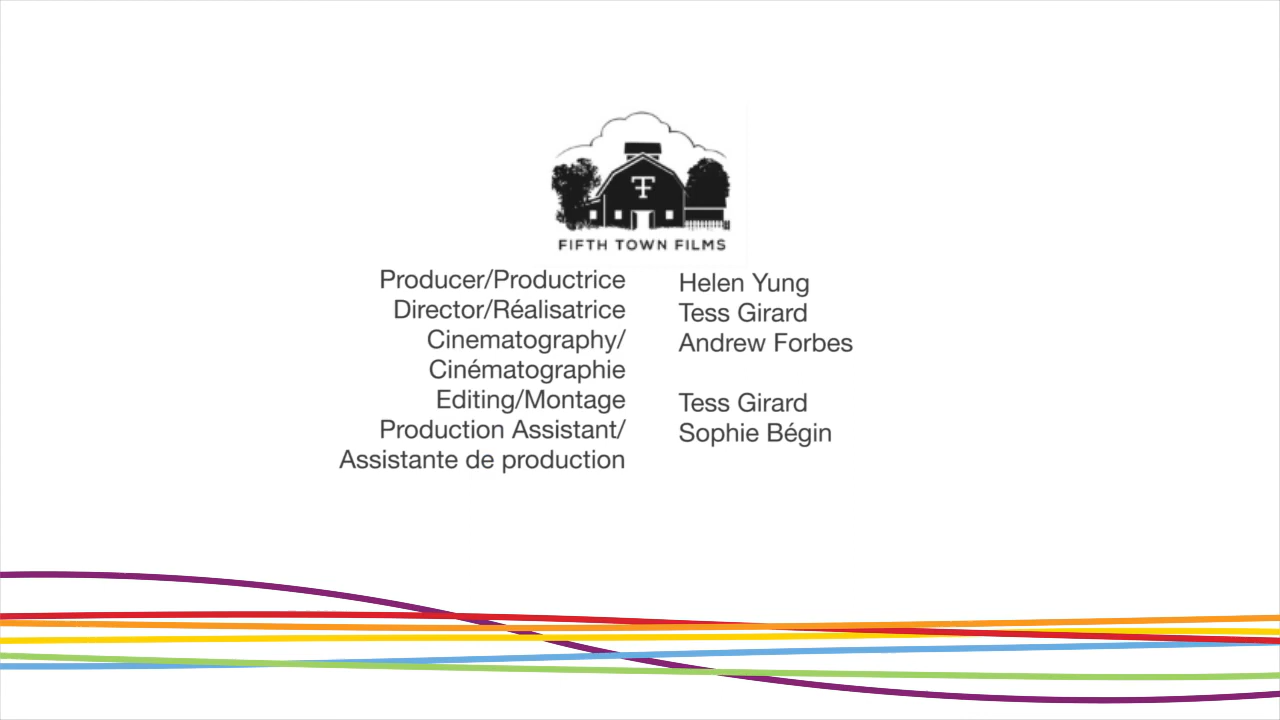 FIFTH TOWN FILMS
Producer/Productrice Helen Yung
Director/Réalisatrice Tess Girard
Cinematography/ Andrew Forbes
Cinématographie
Editing/Montage Tess Girard
Production Assistant/ Sophie Bégin
Assistante de production